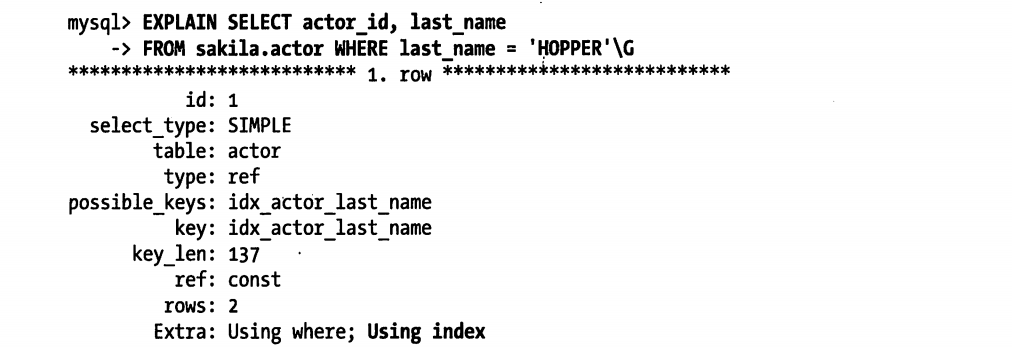 mysql> EXPLAIN SELECT actor_id, last_name
    -> FROM sakila.actor WHERE last_name = 'HOPPER'\G
*************************** 1. row ***************************
           id: 1
  select_type: SIMPLE
        table: actor
         type: ref
possible_keys: idx_actor_last_name
          key: idx_actor_last_name
      key_len: 137
          ref: const
         rows: 2
        Extra: Using where; Using index